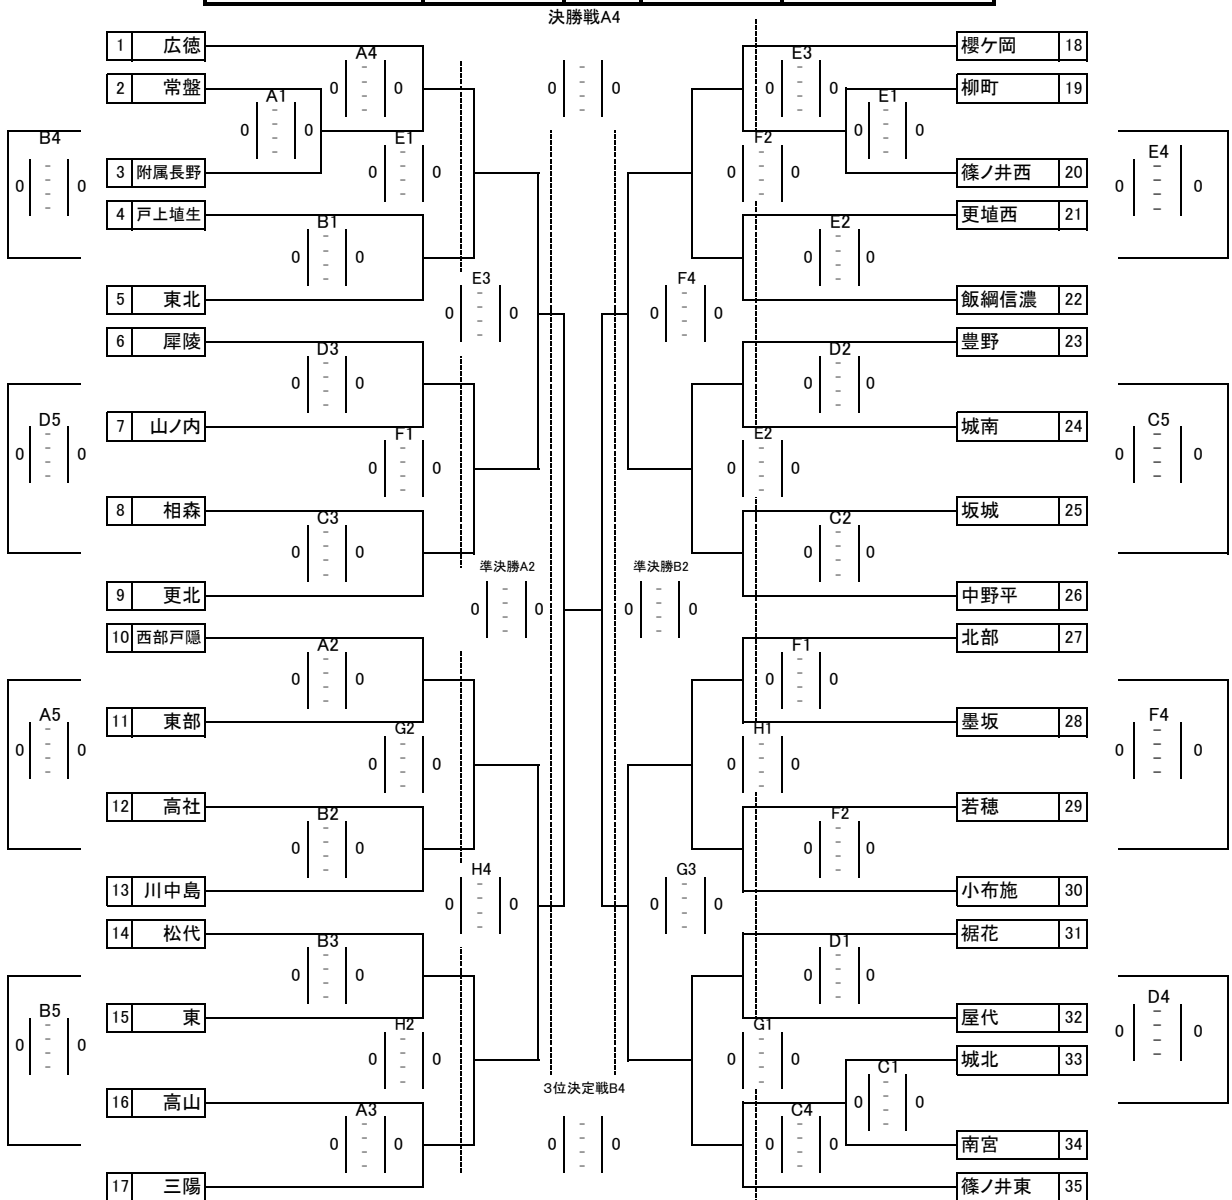 決勝戦A4
1 広徳
A4
0 - - - 0
2 常盤
A1
0 - - - 0
B4
0 - - - 0
E1
0 - - - 0
3 附属長野
4 戸上埴生
B1
0 - - - 0
5 東北
E3
0 - - - 0
6 犀陵
D3
0 - - - 0
D5
0 - - - 0
7 山ノ内
F1
0 - - - 0
8 相森
C3
0 - - - 0
9 更北
準決勝A2
0 - - - 0
10 西部戸隠
A2
0 - - - 0
A5
0 - - - 0
11 東部
G2
0 - - - 0
12 高社
B2
0 - - - 0
13 川中島
H4
0 - - - 0
14 松代
B3
0 - - - 0
B5
0 - - - 0
15 東
H2
0 - - - 0
16 高山
A3
0 - - - 0
17 三陽
0 - - - 0
3位決定戦B4
0 - - - 0
櫻ケ岡 18
E3
0 - - - 0
柳町 19
E1
0 - - - 0
F2
0 - - - 0
E4
0 - - - 0
篠ノ井西 20
更埴西 21
E2
0 - - - 0
飯綱信濃 22
F4
0 - - - 0
豊野 23
D2
0 - - - 0
城南 24
C5
0 - - - 0
E2
0 - - - 0
坂城 25
C2
0 - - - 0
準決勝B2
0 - - - 0
中野平 26
北部 27
F1
0 - - - 0
墨坂 28
F4
0 - - - 0
H1
0 - - - 0
若穂 29
F2
0 - - - 0
G3
0 - - - 0
小布施 30
裾花 31
D1
0 - - - 0
屋代 32
D4
0 - - - 0
G1
0 - - - 0
城北 33
C1
0 - - - 0
C4
0 - - - 0
南宮 34
篠ノ井東 35